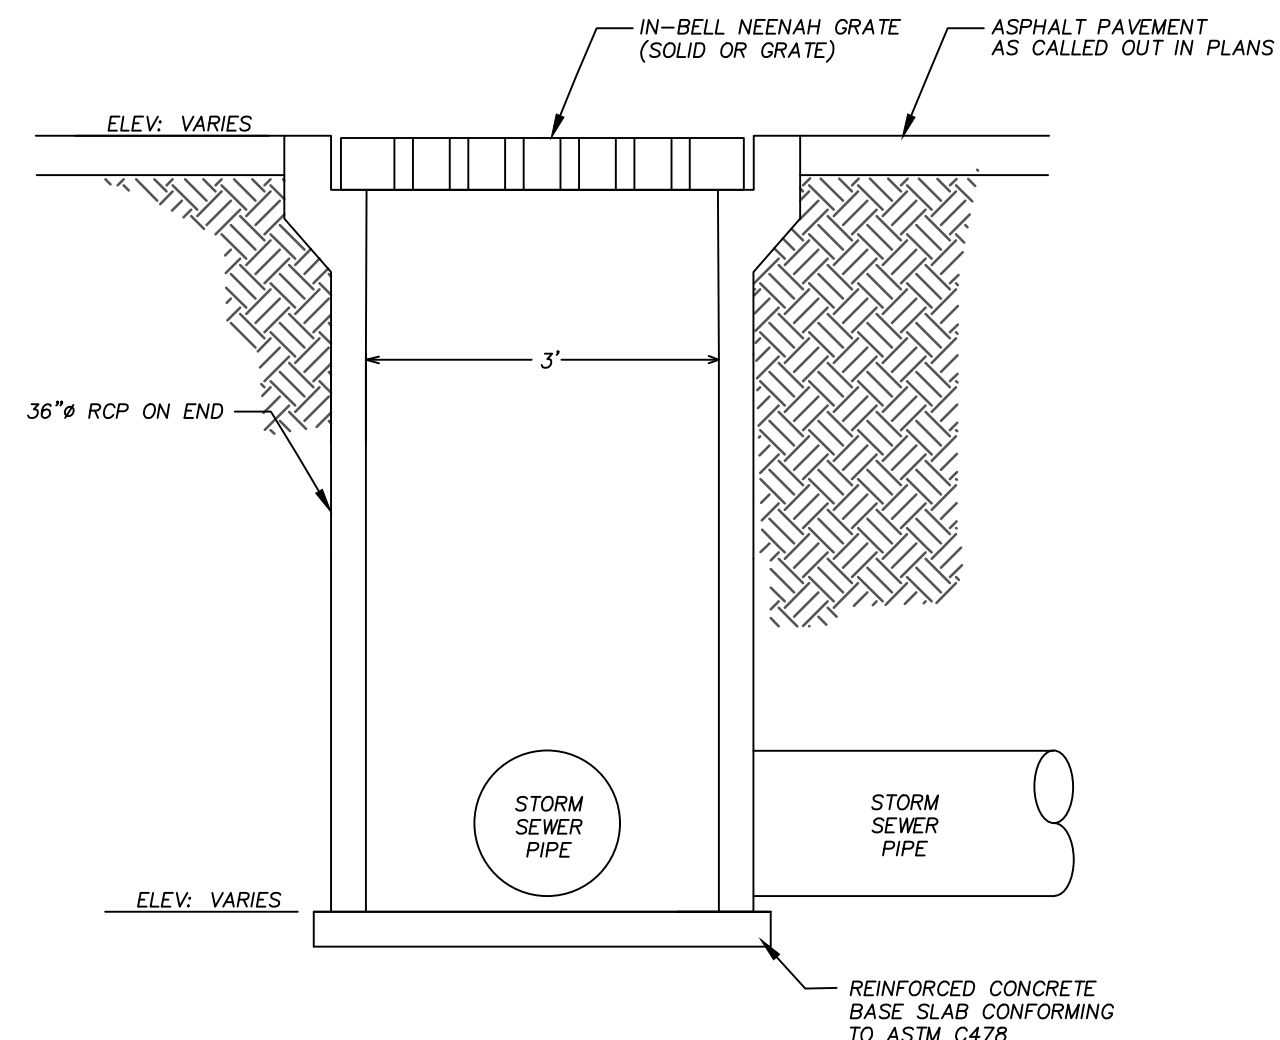 IN-BELL NEENAH GRATE
(SOLID OR GRATE)
ASPHALT PAVEMENT
AS CALLED OUT IN PLANS
ELEV: VARIES
3'
36"ø RCP ON END
STORM
SEWER
PIPE
STORM
SEWER
PIPE
ELEV: VARIES
REINFORCED CONCRETE
BASE SLAB CONFORMING
TO ASTM C478